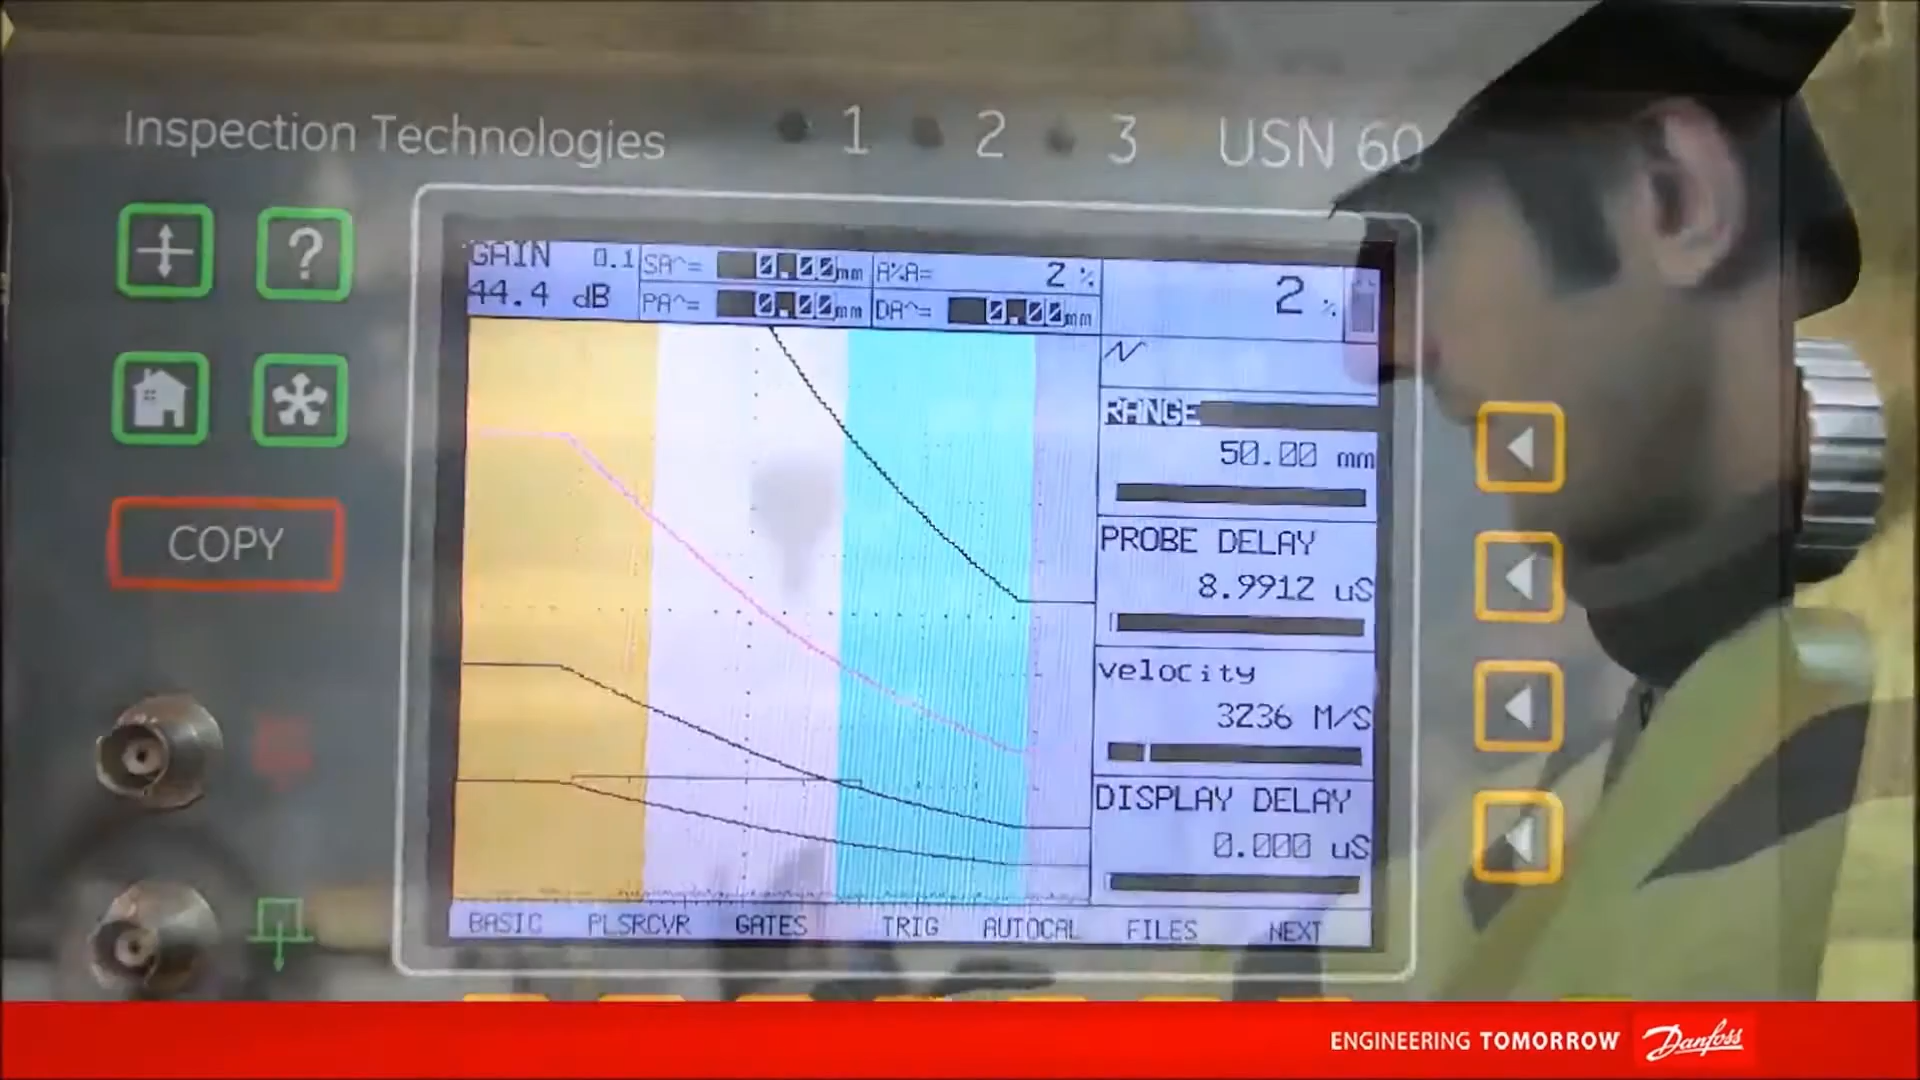 Inspection Technologies
1 2 3
USN 60
?
COPY
GAIN 0.1
44.4 dB
SA^= 0.00mm
PA^= 0.00mm
A%A= 2 %
DA^= 0.00mm
2 %
RANGE
50.00 mm
PROBE DELAY
8.9912 uS
velocity
3236 M/S
DISPLAY DELAY
0.000 uS
BASIC PLSRCVR GATES TRIG AUTOCAL FILES NEXT
ENGINEERING TOMORROW
Danfoss